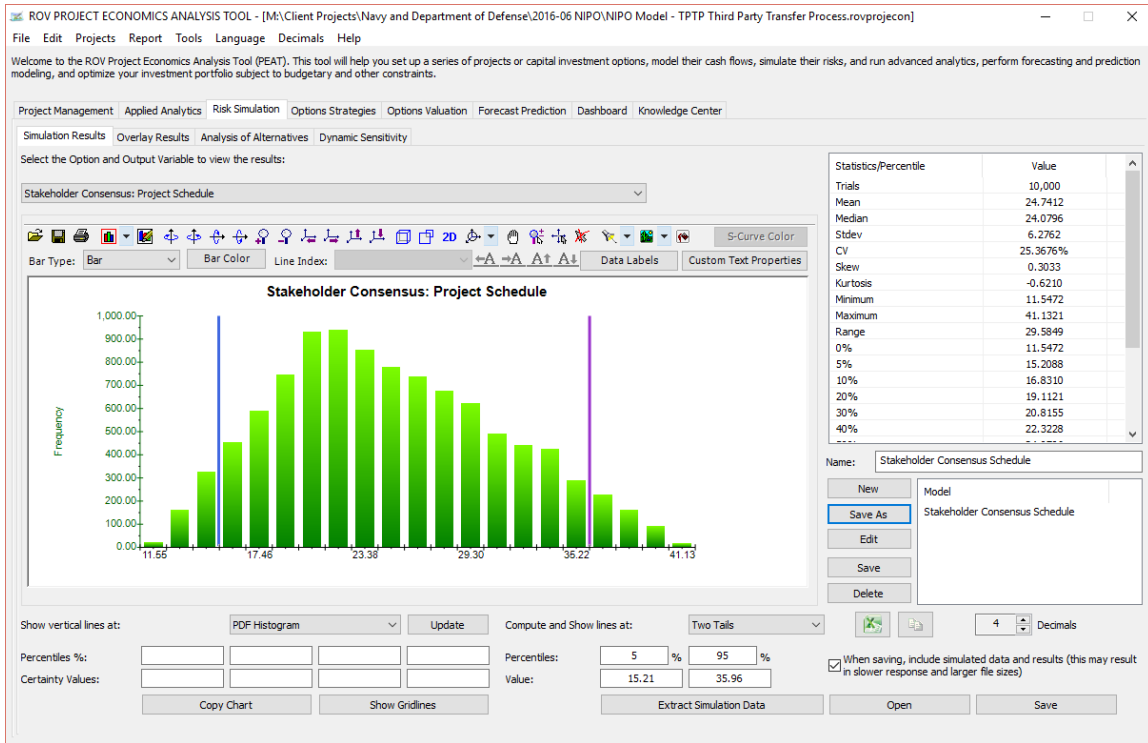 ROV PROJECT ECONOMICS ANALYSIS TOOL - [M:\Client Projects\Navy and Department of Defense\2016-06 NIPO\NIPO Model - TPTP Third Party Transfer Process.rovprojecon]
File Edit Projects Report Tools Language Decimals Help
Welcome to the ROV Project Economics Analysis Tool (PEAT). This tool will help you set up a series of projects or capital investment options, model their cash flows, simulate their risks, and run advanced analytics, perform forecasting and prediction
modeling, and optimize your investment portfolio subject to budgetary and other constraints.
Project Management Applied Analytics Risk Simulation Options Strategies Options Valuation Forecast Prediction Dashboard Knowledge Center
Simulation Results Overlay Results Analysis of Alternatives Dynamic Sensitivity
Select the Option and Output Variable to view the results:
Stakeholder Consensus: Project Schedule
2D S-Curve Color
Bar Type: Bar Bar Color Line Index: A A A A Data Labels Custom Text Properties
Stakeholder Consensus: Project Schedule
Frequency
1,000.00
900.00
800.00
700.00
600.00
500.00
400.00
300.00
200.00
100.00
0.00
11.55 17.46 23.38 29.30 35.22 41.13
Statistics/Percentile Value
Trials 10,000
Mean 24.7412
Median 24.0796
Stdev 6.2762
CV 25.3676%
Skew 0.3033
Kurtosis -0.6210
Minimum 11.5472
Maximum 41.1321
Range 29.5849
0% 11.5472
5% 15.2088
10% 16.8310
20% 19.1121
30% 20.8155
40% 22.3228
Name: Stakeholder Consensus Schedule
New
Save As
Edit
Save
Delete
Model
Stakeholder Consensus Schedule
Show vertical lines at: PDF Histogram Update Compute and Show lines at: Two Tails 4 Decimals
Percentiles %: Percentiles: 5 % 95 %
Certainty Values: Value: 15.21 35.96
When saving, include simulated data and results (this may result
in slower response and larger file sizes)
Copy Chart Show Gridlines Extract Simulation Data Open Save